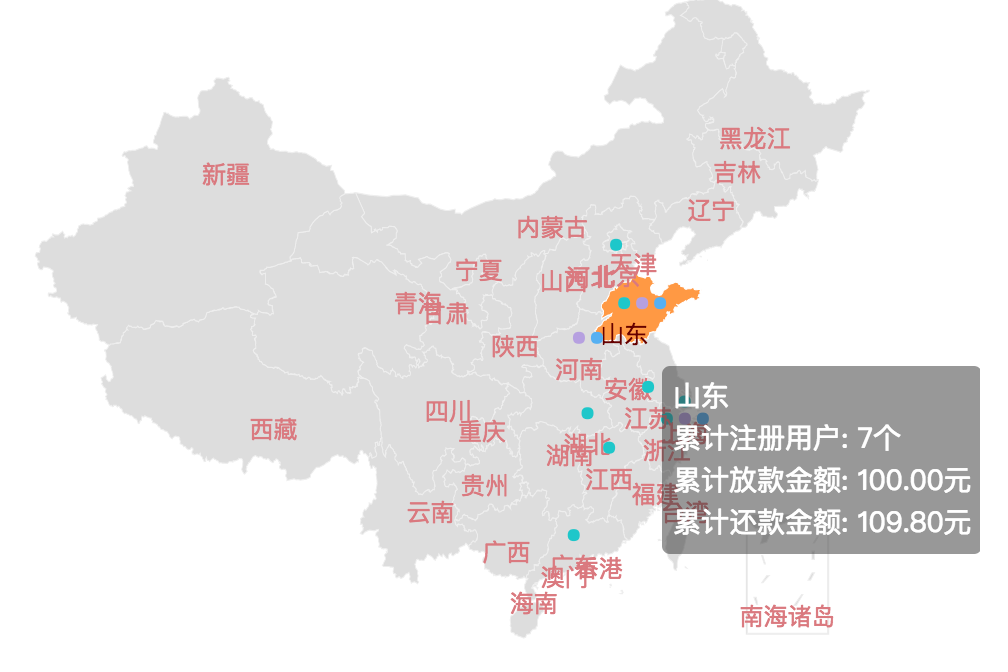 黑龙江
新疆
吉林
辽宁
内蒙古
天津
宁夏
山西
河北
北京
青海
甘肃
山东
陕西
河南
安徽
四川
江苏
西藏
重庆
湖北
浙江
湖南
江西
贵州
福建
台湾
云南
广西
广东
香港
澳门
海南
南海诸岛
山东
累计注册用户: 7个
累计放款金额: 100.00元
累计还款金额: 109.80元